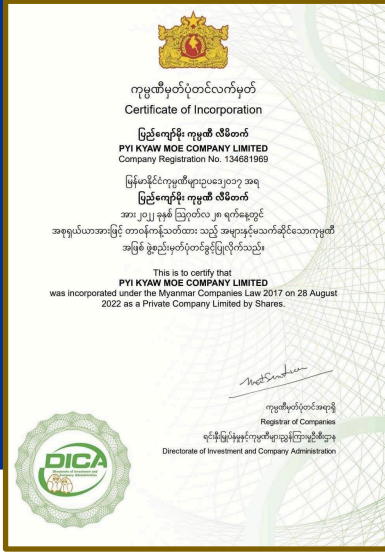 ကုမ္ပဏီမှတ်ပုံတင်လက်မှတ်
Certificate of Incorporation
ပြည်ကျော်မိုး ကုမ္ပဏီ လီမိတက်
PYI KYAW MOE COMPANY LIMITED
Company Registration No. 134681969
မြန်မာနိုင်ငံကုမ္ပဏီများဥပဒေ၂၀၁၇ အရ
ပြည်ကျော်မိုး ကုမ္ပဏီ လီမိတက်
အား၂၀၂၂ ခုနှစ် ဩဂုတ်လ ၂၈ ရက်နေ့တွင်
အစုရှယ်ယာအားဖြင့် တာဝန်ကန့်သတ်ထား သည့် အများနှင့်မသက်ဆိုင်သောကုမ္ပဏီ
အဖြစ် ဖွဲ့စည်းမှတ်ပုံတင်ခွင့်ပြုလိုက်သည်။
This is to certify that
PYI KYAW MOE COMPANY LIMITED
was incorporated under the Myanmar Companies Law 2017 on 28 August
2022 as a Private Company Limited by Shares.
ကုမ္ပဏီမှတ်ပုံတင်အရာရှိ
Registrar of Companies
ရင်းနှီးမြှုပ်နှံမှုနှင့်ကုမ္ပဏီများညွှန်ကြားမှုဦးစီးဌာန
Directorate of Investment and Company Administration
DICA
Directorate of Investment and
Company Administration